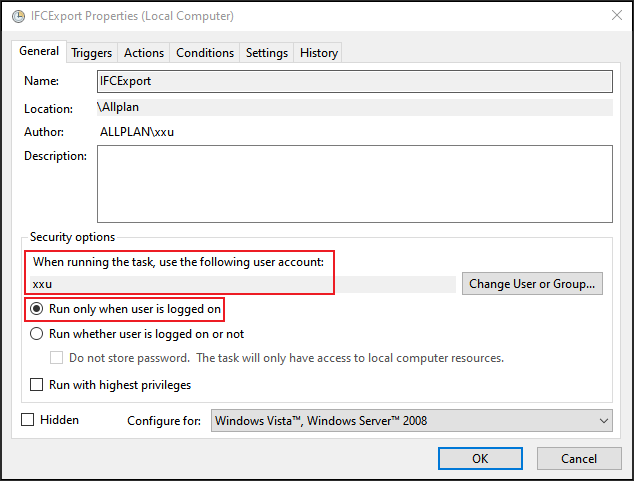 IFCExport Properties (Local Computer)
General Triggers Actions Conditions Settings History
Name: IFCExport
Location: \Allplan
Author: ALLPLAN\xxu
Description:
Security options
When running the task, use the following user account:
xxu Change User or Group...
Run only when user is logged on
Run whether user is logged on or not
Do not store password. The task will only have access to local computer resources.
Run with highest privileges
Hidden Configure for: Windows Vista™, Windows Server™ 2008
OK Cancel